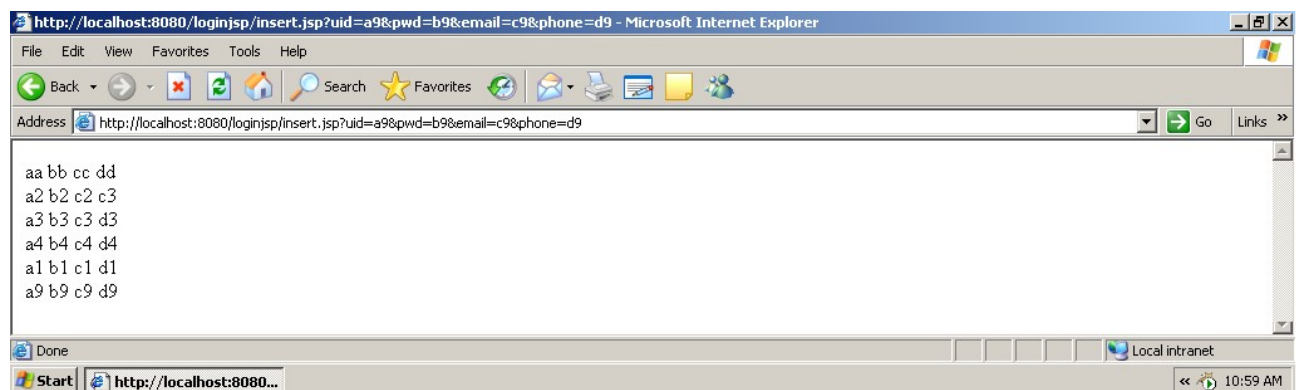 http://localhost:8080/loginjsp/insert.jsp?uid=a9&pwd=b9&email=c9&phone=d9 - Microsoft Internet Explorer
File Edit View Favorites Tools Help
Back Search Favorites
Address http://localhost:8080/loginjsp/insert.jsp?uid=a9&pwd=b9&email=c9&phone=d9 Go Links »
aa bb cc dd
a2 b2 c2 c3
a3 b3 c3 d3
a4 b4 c4 d4
a1 b1 c1 d1
a9 b9 c9 d9
Done Local intranet
Start http://localhost:8080... « 10:59 AM